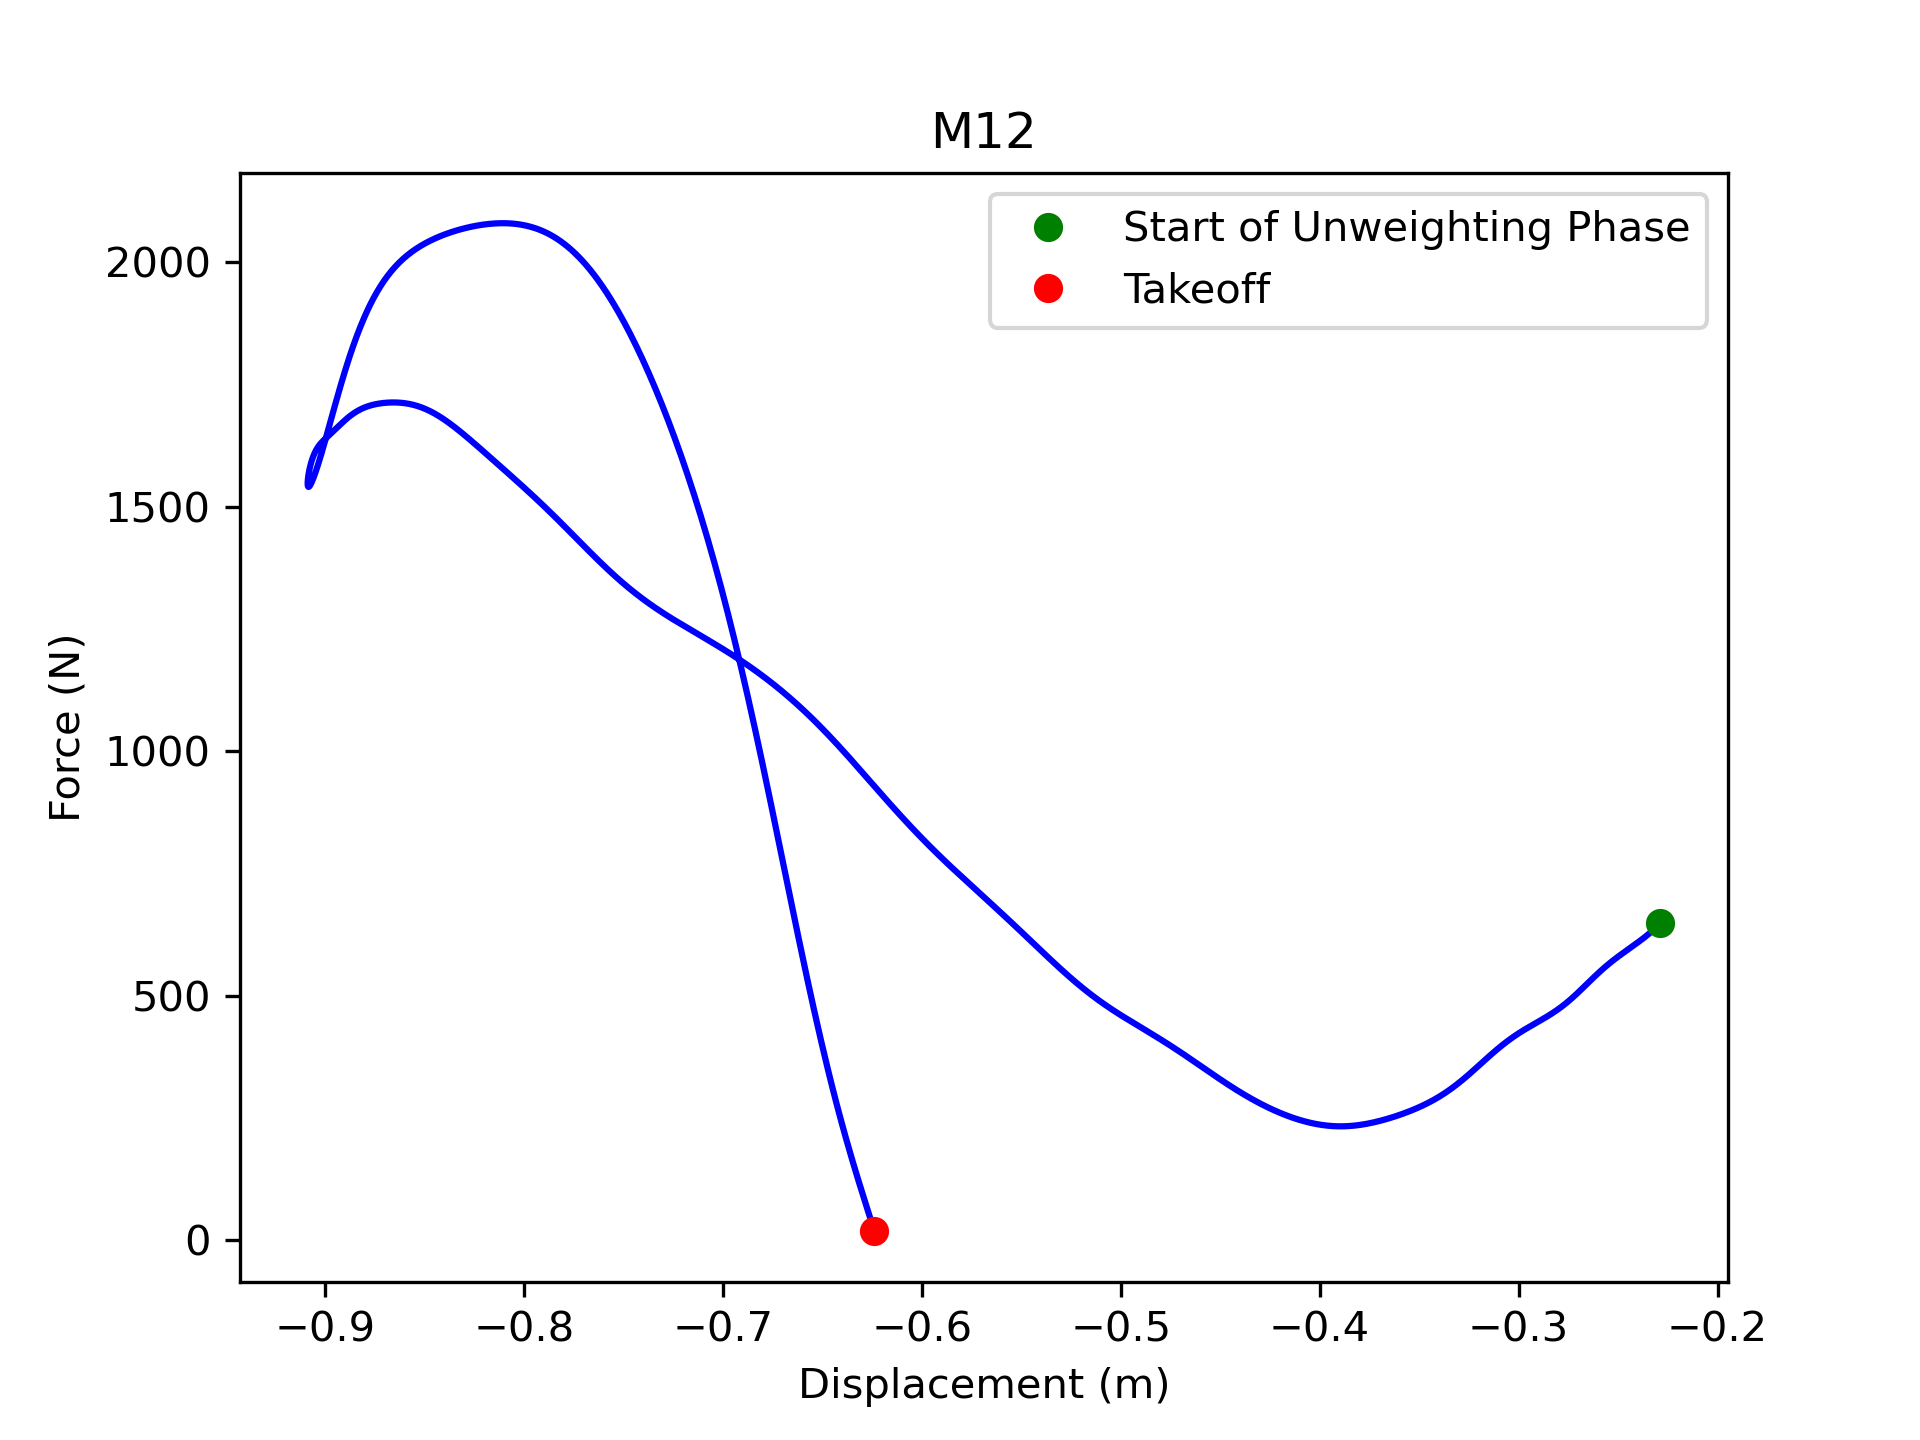 M12
Start of Unweighting Phase
Takeoff
Force (N)
2000
1500
1000
500
0
−0.9 −0.8 −0.7 −0.6 −0.5 −0.4 −0.3 −0.2
Displacement (m)